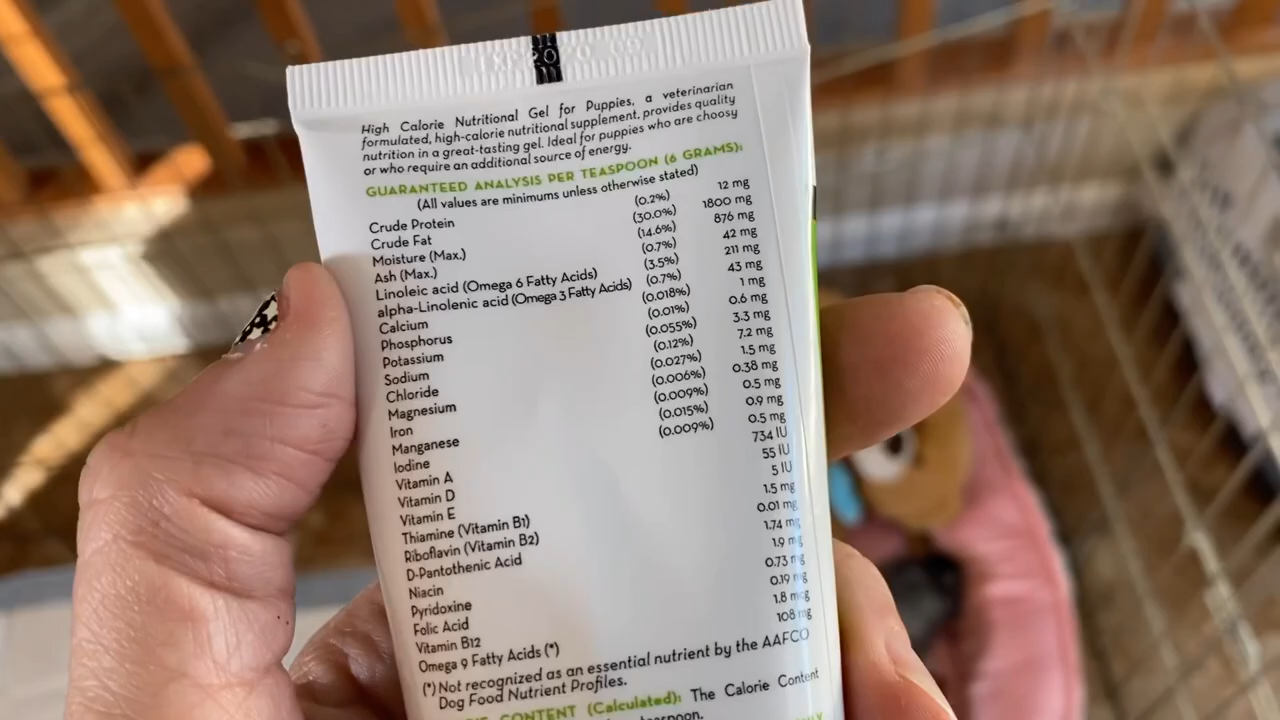 High Calorie Nutritional Gel for Puppies, a veterinarian
formulated, high-calorie nutritional supplement, provides quality
nutrition in a great-tasting gel. Ideal for puppies who are choosy
or who require an additional source of energy.
GUARANTEED ANALYSIS PER TEASPOON (6 GRAMS):
(All values are minimums unless otherwise stated)
Crude Protein (0.2%) 12 mg
Crude Fat (30.0%) 1800 mg
Moisture (Max.) (14.6%) 876 mg
Ash (Max.) (0.7%) 42 mg
Linoleic acid (Omega 6 Fatty Acids) (3.5%) 211 mg
alpha-Linolenic acid (Omega 3 Fatty Acids) (0.7%) 43 mg
Calcium (0.018%) 1 mg
Phosphorus (0.01%) 0.6 mg
Potassium (0.055%) 3.3 mg
Sodium (0.12%) 7.2 mg
Chloride (0.027%) 1.5 mg
Magnesium (0.006%) 0.38 mg
Iron (0.009%) 0.5 mg
Manganese (0.015%) 0.9 mg
Iodine (0.009%) 0.5 mg
Vitamin A 734 IU
Vitamin D 55 IU
Vitamin E 5 IU
Thiamine (Vitamin B1) 1.5 mg
Riboflavin (Vitamin B2) 0.01 mg
D-Pantothenic Acid 1.74 mg
Niacin 1.9 mg
Pyridoxine 0.73 mg
Folic Acid 0.19 mg
Vitamin B12 1.8 mcg
Omega 9 Fatty Acids (*) 108 mg
(*) Not recognized as an essential nutrient by the AAFCO
Dog Food Nutrient Profiles.
CONTENT (Calculated): The Calorie Content
teaspoon.